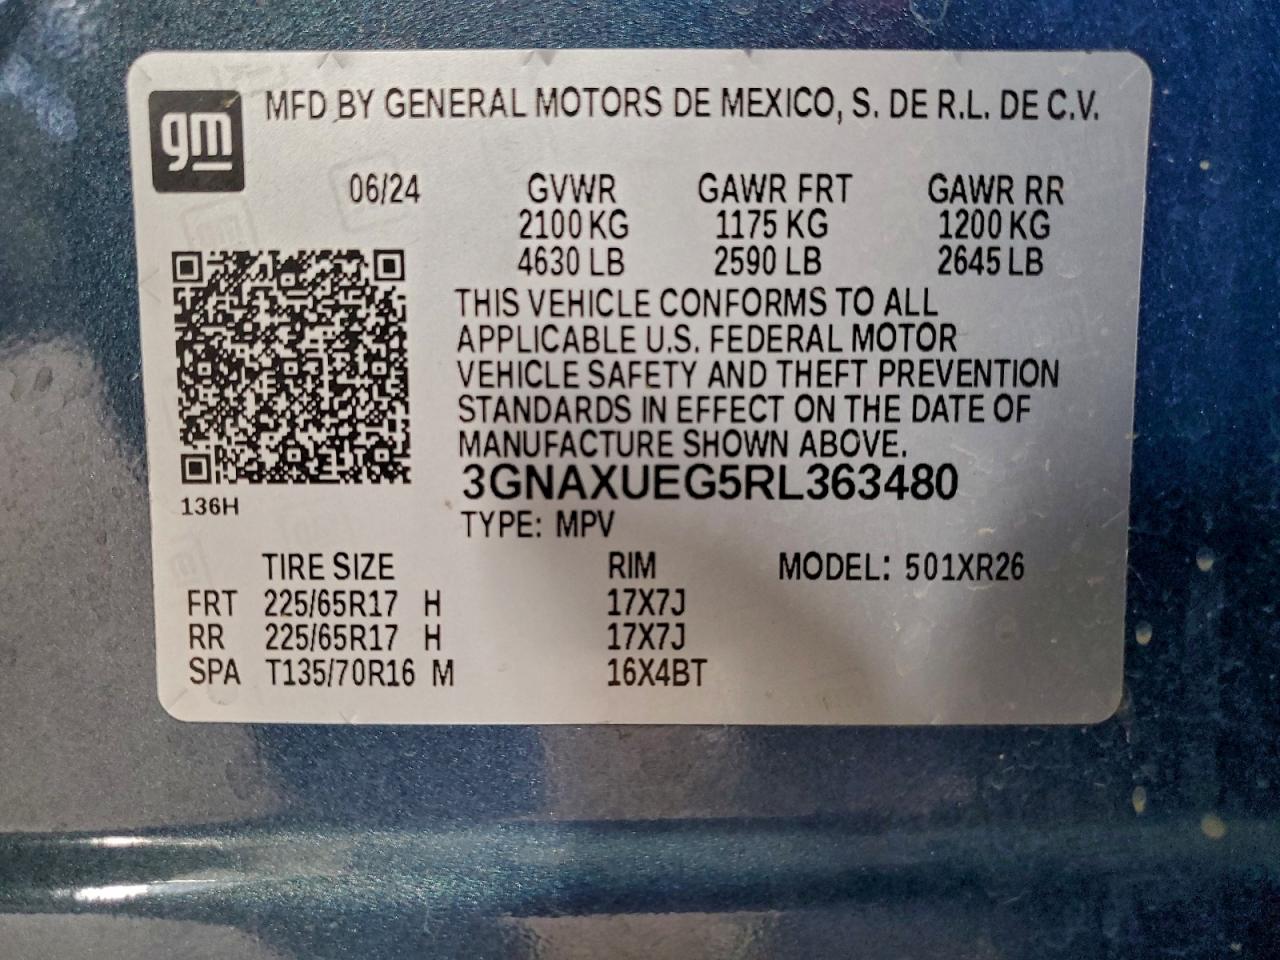 gm
MFD BY GENERAL MOTORS DE MEXICO, S. DE R.L. DE C.V.
06/24 GVWR GAWR FRT GAWR RR
2100 KG 1175 KG 1200 KG
4630 LB 2590 LB 2645 LB
THIS VEHICLE CONFORMS TO ALL
APPLICABLE U.S. FEDERAL MOTOR
VEHICLE SAFETY AND THEFT PREVENTION
STANDARDS IN EFFECT ON THE DATE OF
MANUFACTURE SHOWN ABOVE.
3GNAXUEG5RL363480
136H
TYPE: MPV
TIRE SIZE RIM MODEL: 501XR26
FRT 225/65R17 H 17X7J
RR 225/65R17 H 17X7J
SPA T135/70R16 M 16X4BT